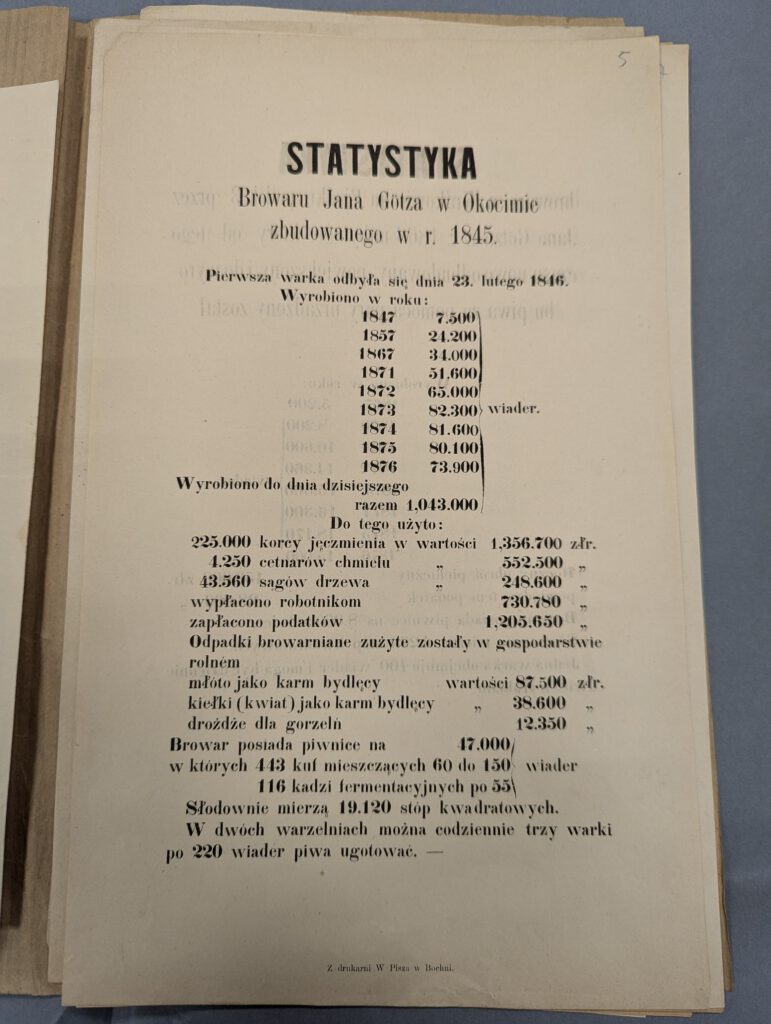 5
STATYSTYKA
Browaru Jana Götza w Okocimie
zbudowanego w r. 1845.
Pierwsza warka odbyła się dnia 23. lutego 1846.
Wyrobiono w roku:
1847 7.500
1857 24.200
1867 34.000
1871 51.600
1872 65.000
1873 82.300 wiader.
1874 81.600
1875 80.100
1876 73.900
Wyrobiono do dnia dzisiejszego
razem 1,043.000
Do tego użyto:
225.000 korcy jęczmienia w wartości 1,356.700 złr.
4.250 cetnarów chmielu „ 552.500 „
43.560 sągów drzewa „ 248.600 „
wypłacono robotnikom 730.780 „
zapłacono podatków 1,205.650 „
Odpadki browarniane zużyte zostały w gospodarstwie
rolném
młóto jako karm bydlęcy wartości 87.500 złr.
kiełki (kwiat) jako karm bydlęcy „ 38.600 „
drożdże dla gorzelń 12.350 „
Browar posiada piwnice na 47.000
w których 443 kuf mieszczących 60 do 150 wiader
116 kadzi fermentacyjnych po 55
Słodownie mierzą 19.120 stóp kwadratowych.
W dwóch warzelniach można codziennie trzy warki
po 220 wiader piwa ugotować. —
Z drukarni W Pisza w Bochni.